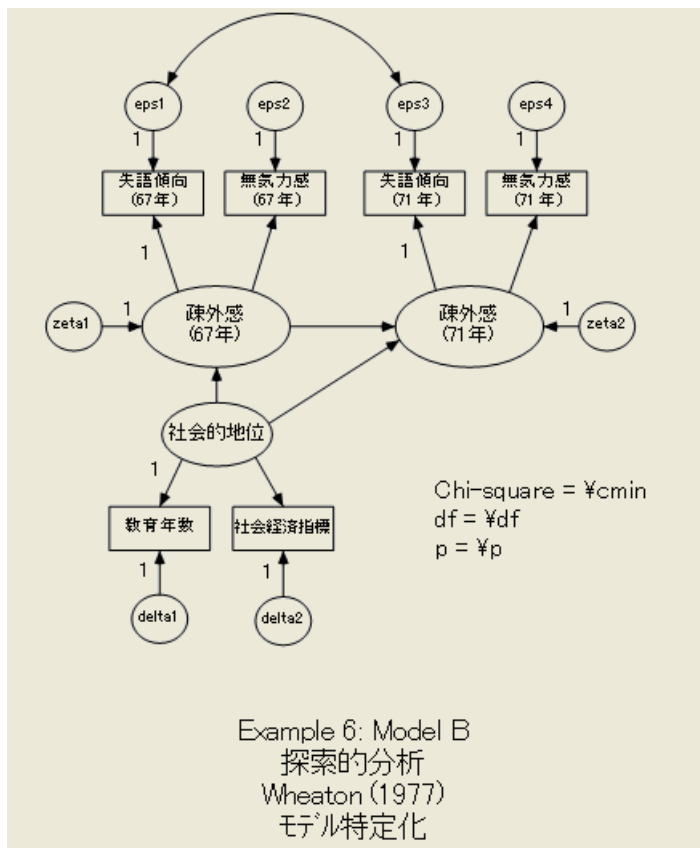 eps1
eps2
eps3
eps4
1
1
1
1
失語傾向
(67年)
無気力感
(67年)
失語傾向
(71年)
無気力感
(71年)
1
1
zeta1
1
疎外感
(67年)
疎外感
(71年)
1
zeta2
社会的地位
1
教育年数
社会経済指標
1
1
delta1
delta2
Chi-square = ¥cmin
df = ¥df
p = ¥p
Example 6: Model B
探索的分析
Wheaton (1977)
モデル特定化